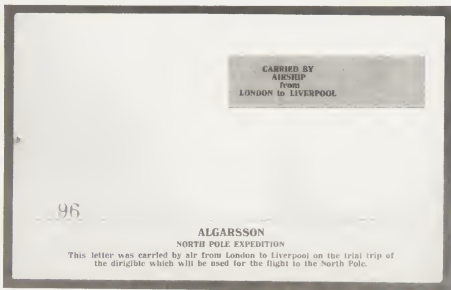 CARRIED BY
AIRSHIP
from
LONDON to LIVERPOOL
96
ALGARSSON
NORTH POLE EXPEDITION
This letter was carried by air from London to Liverpool on the trial trip of
the dirigible which will be used for the flight to the North Pole.